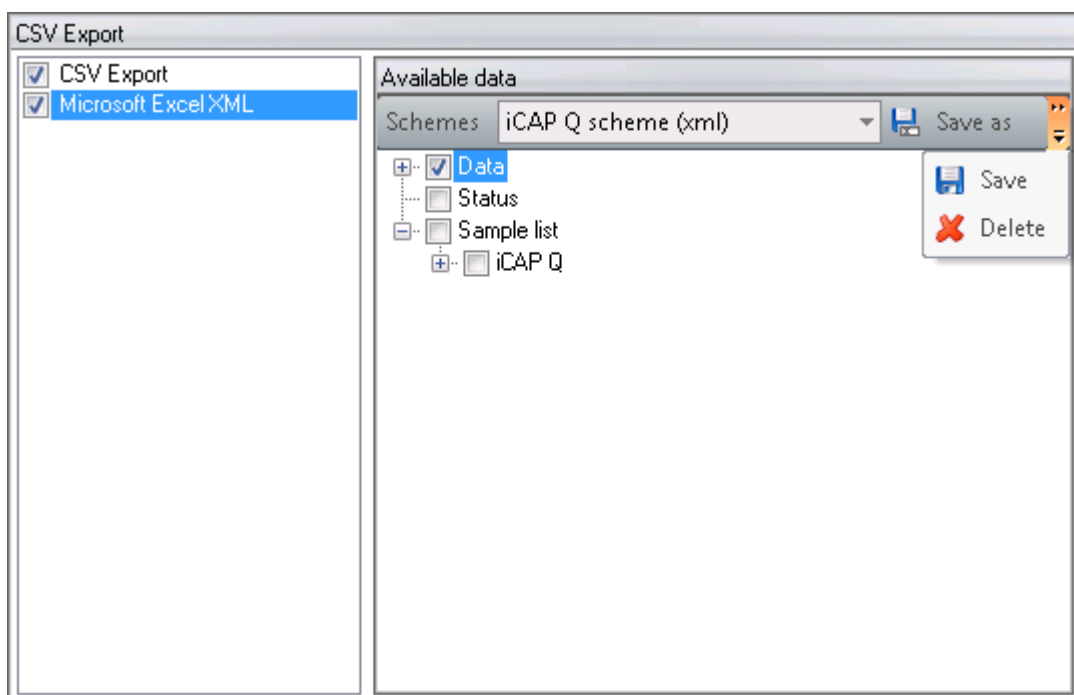 CSV Export
CSV Export
Microsoft Excel XML
Available data
Schemes iCAP Q scheme (xml) Save as
Data
Status
Sample list
iCAP Q
Save
Delete